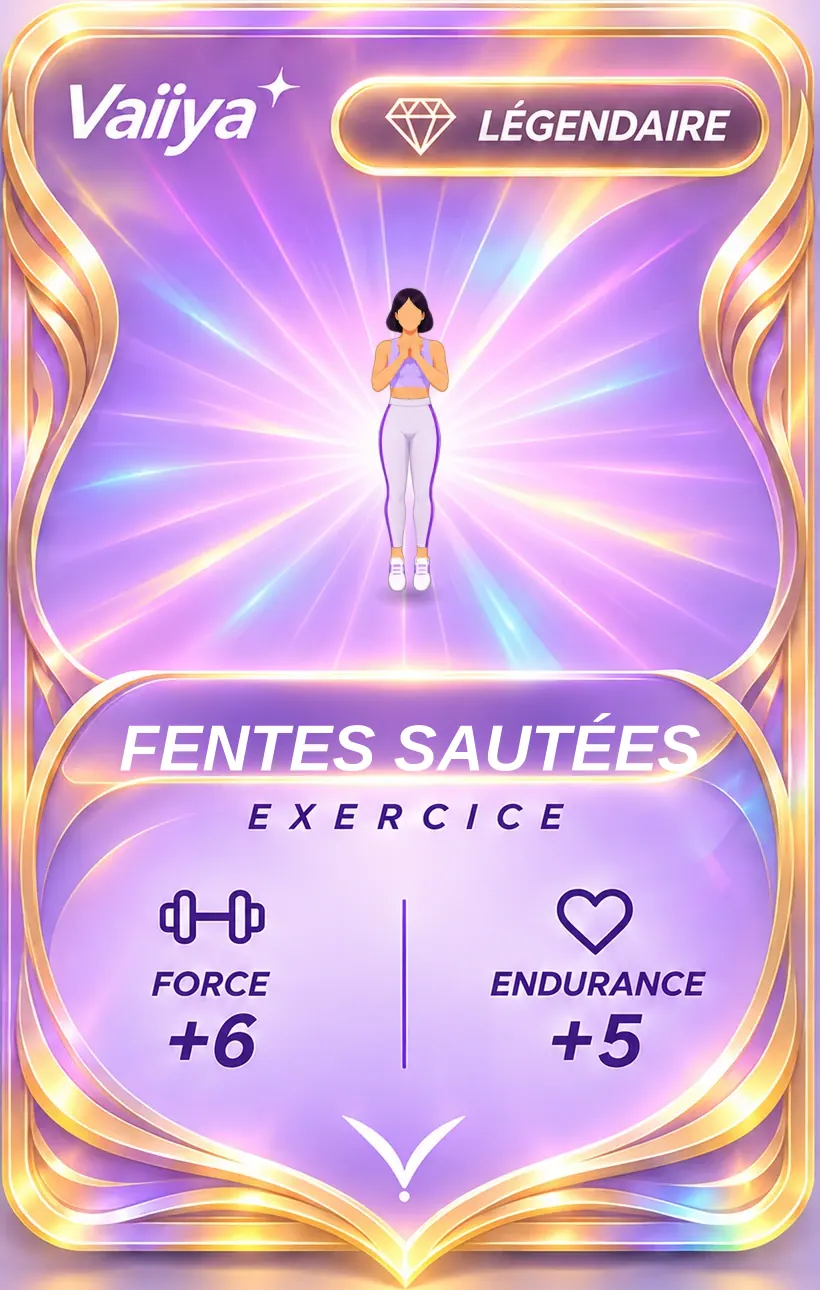 Vaiiya
LÉGENDAIRE
FENTES SAUTÉES
EXERCICE
FORCE
+6
ENDURANCE
+5